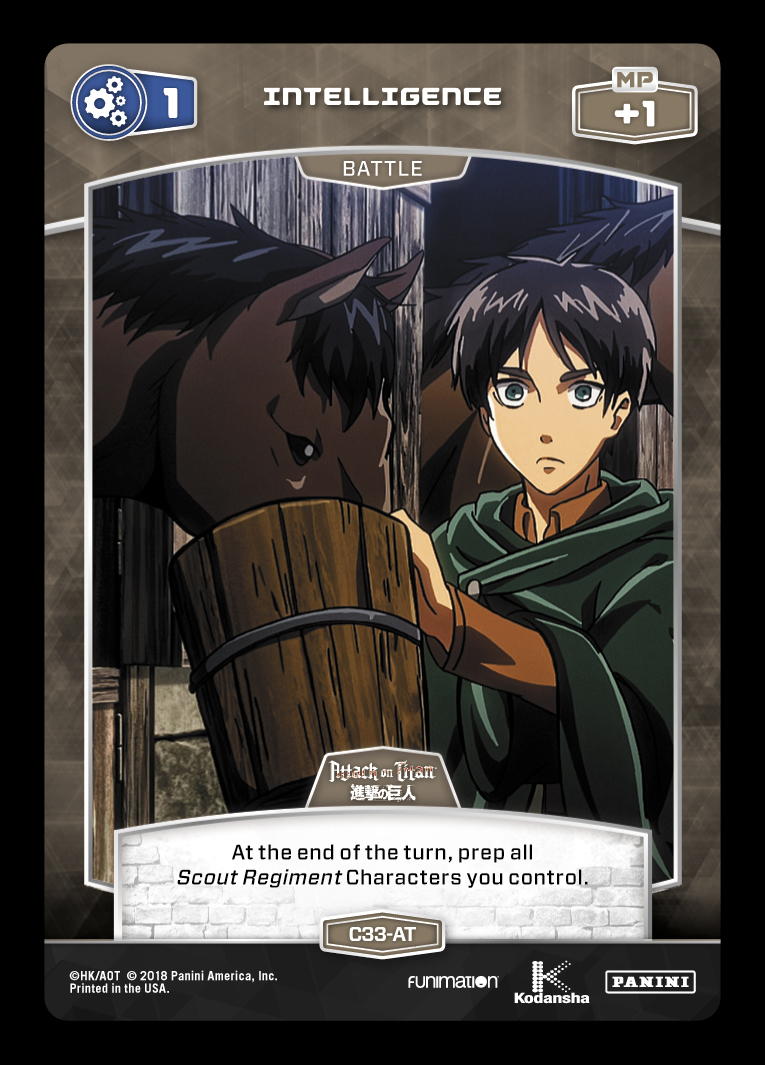 1
INTELLIGENCE
MP
+1
BATTLE
Attack on Titan
進撃の巨人
At the end of the turn, prep all
Scout Regiment Characters you control.
C33-AT
©HK/AOT © 2018 Panini America, Inc.
Printed in the USA.
FUNIMATION
Kodansha
PANINI